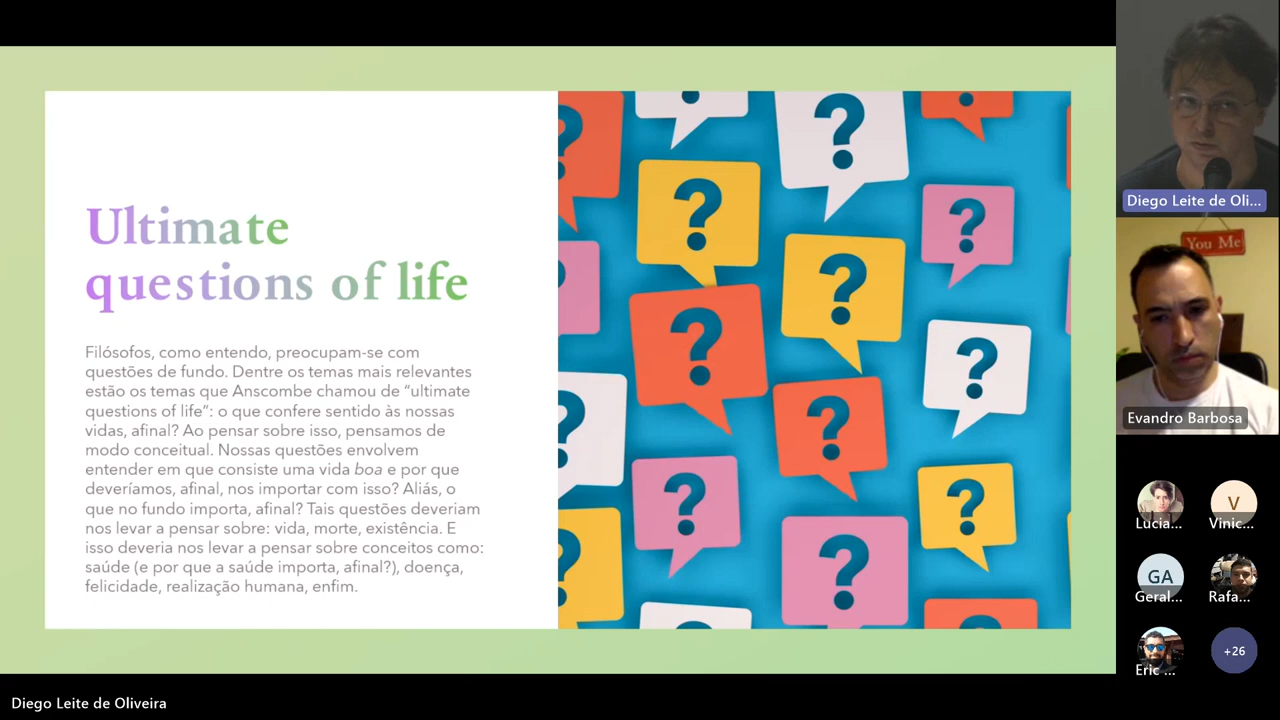 Ultimate
questions of life
Filósofos, como entendo, preocupam-se com
questões de fundo. Dentre os temas mais relevantes
estão os temas que Anscombe chamou de “ultimate
questions of life”: o que confere sentido às nossas
vidas, afinal? Ao pensar sobre isso, pensamos de
modo conceitual. Nossas questões envolvem
entender em que consiste uma vida boa e por que
deveríamos, afinal, nos importar com isso? Aliás, o
que no fundo importa, afinal? Tais questões deveriam
nos levar a pensar sobre: vida, morte, existência. E
isso deveria nos levar a pensar sobre conceitos como:
saúde (e por que a saúde importa, afinal?), doença,
felicidade, realização humana, enfim.
? ? ? ? ? ? ? ? ? ? ? ? ? ? ?
You Me
Diego Leite de Oli...
Evandro Barbosa
Lucia...
V
Vinic...
GA
Geral...
Rafa...
Eric ...
+26
Diego Leite de Oliveira